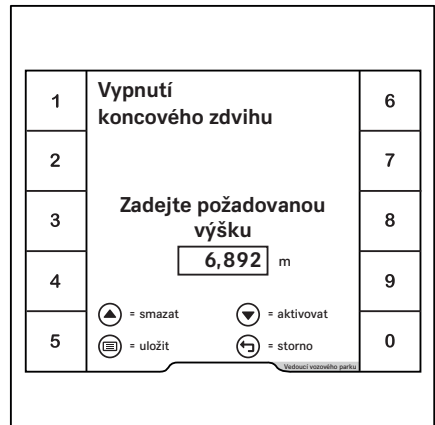 Vypnutí
koncového zdvihu
1
2
3
4
5
6
7
8
9
0
Zadejte požadovanou
výšku
6,892 m
= smazat
= aktivovat
= uložit
= storno
Vedoucí vozového parku